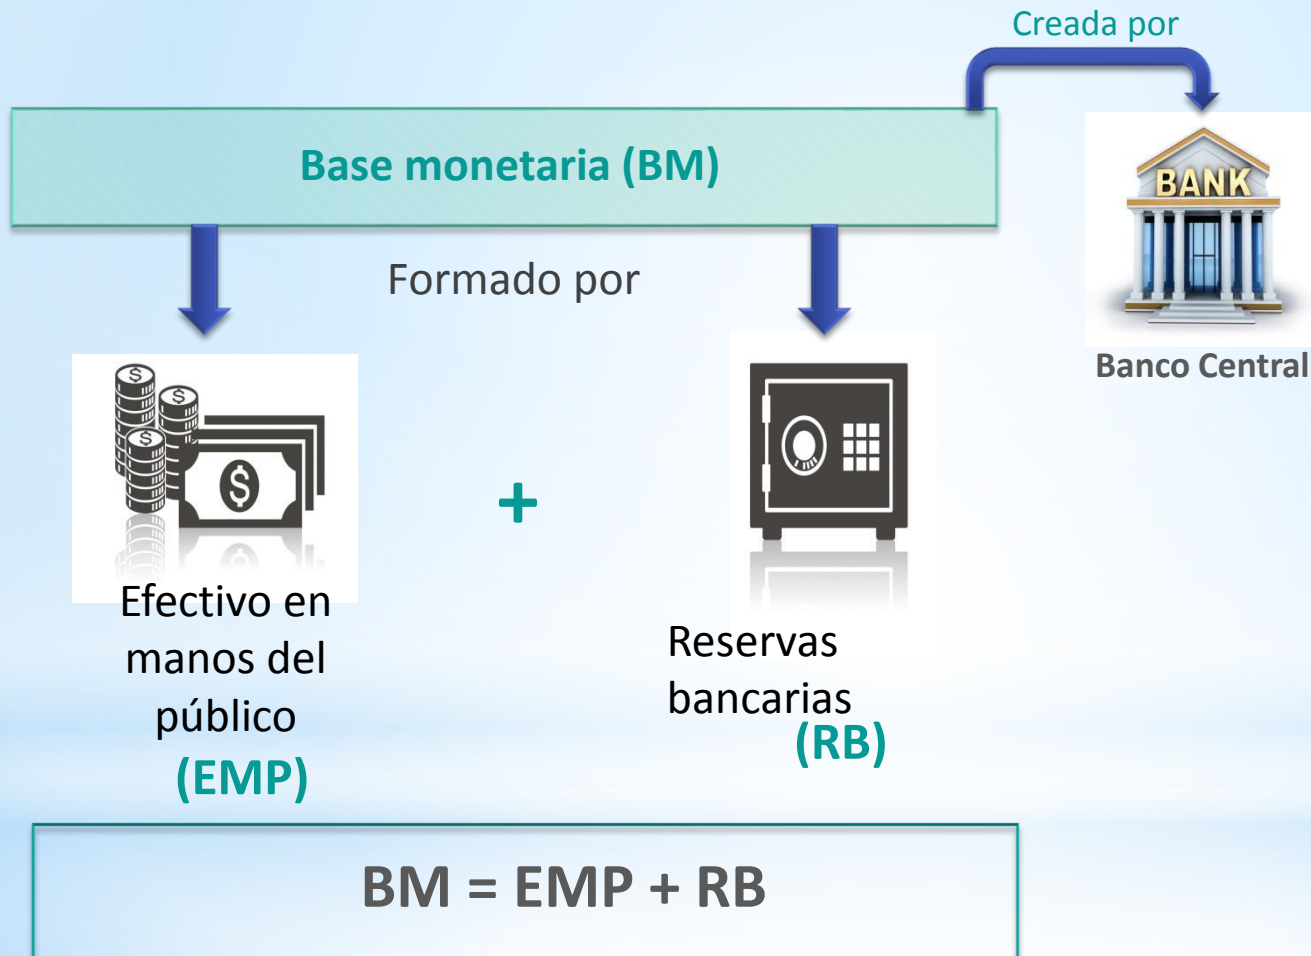 Creada por
Base monetaria (BM)
BANK
Formado por
Banco Central
$
$
$
$
+
Efectivo en
manos del
público
(EMP)
Reservas
bancarias
(RB)
BM = EMP + RB